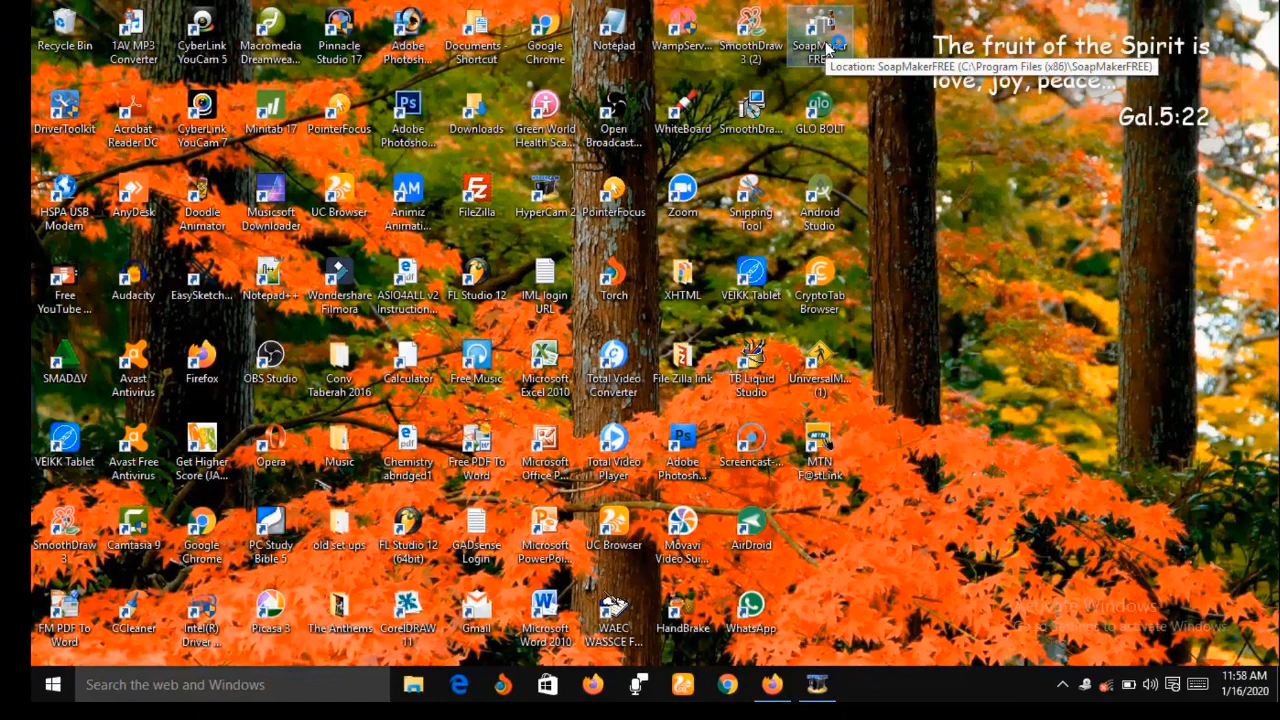 Recycle Bin
1AV MP3 Converter
CyberLink YouCam 5
Macromedia Dreamwea...
Pinnacle Studio 17
Adobe Photosh...
Documents - Shortcut
Google Chrome
Notepad
WampServ...
SmoothDraw 3 (2)
SoapMaker FREE
Location: SoapMakerFREE (C:\Program Files (x86)\SoapMakerFREE)
The fruit of the Spirit is
love, joy, peace...
Gal.5:22
DriverToolkit
Acrobat Reader DC
CyberLink YouCam 7
Minitab 17
PointerFocus
Adobe Photosho...
Downloads
Green World Health Sca...
Open Broadcast...
WhiteBoard
SmoothDra...
GLO BOLT
HSPA USB Modem
AnyDesk
Doodle Animator
Musicsoft Downloader
UC Browser
Animiz Animati...
FileZilla
HyperCam 2
PointerFocus
Zoom
Snipping Tool
Android Studio
Free YouTube ...
Audacity
EasySketch...
Notepad++
Wondershare Filmora
ASIO4ALL v2 Instruction...
FL Studio 12
IML login URL
Torch
XHTML
VEIKK Tablet
CryptoTab Browser
SMADΔV
Avast Antivirus
Firefox
OBS Studio
Conv Taberah 2016
Calculator
Free Music
Microsoft Excel 2010
Total Video Converter
File Zilla link
TB Liquid Studio
UniversalM... (1)
VEIKK Tablet
Avast Free Antivirus
Get Higher Score (JA...
Opera
Music
Chemistry abridged1
Free PDF To Word
Microsoft Office P...
Total Video Player
Adobe Photosh...
Screencast-...
MTN F@stLink
SmoothDraw 3
Camtasia 9
Google Chrome
PC Study Bible 5
old set ups
FL Studio 12 (64bit)
GADsense Login
Microsoft PowerPoi...
UC Browser
Movavi Video Sui...
AirDroid
FM PDF To Word
CCleaner
Intel(R) Driver ...
Picasa 3
The Anthems
CorelDRAW 11
Gmail
Microsoft Word 2010
WAEC WASSCE F...
HandBrake
WhatsApp
Activate Windows
Go to Settings to activate Windows.
Search the web and Windows
11:58 AM
1/16/2020